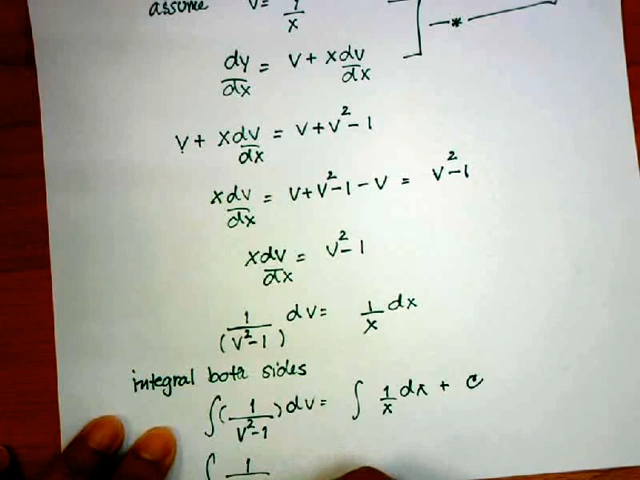 assume v = y/x
dy/dx = v + x dv/dx —*
v + x dv/dx = v + v² - 1
x dv/dx = v + v² - 1 - v = v² - 1
x dv/dx = v² - 1
1/(v² - 1) dv = 1/x dx
integral both sides
∫ (1/(v² - 1)) dv = ∫ 1/x dx + c
∫ 1